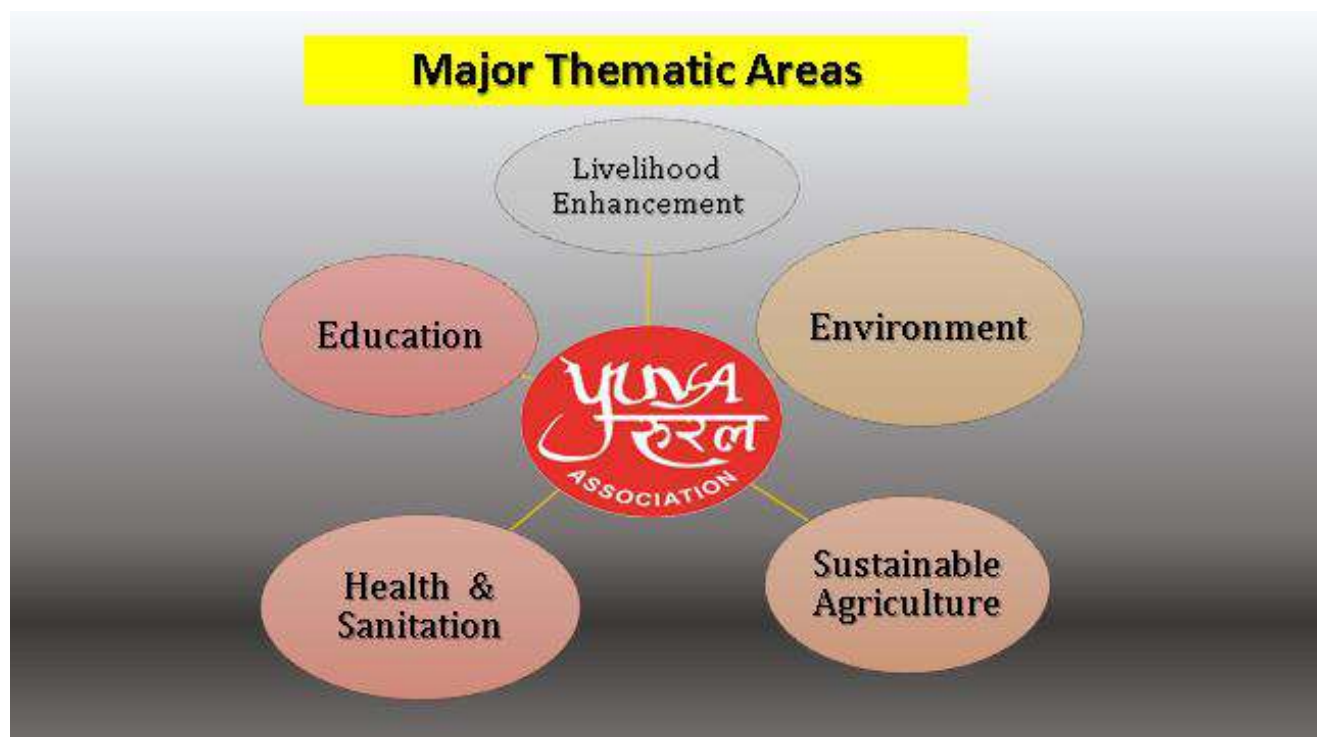 Major Thematic Areas
Livelihood
Enhancement
Education
Environment
YUVA
रुरल
ASSOCIATION
Health &
Sanitation
Sustainable
Agriculture